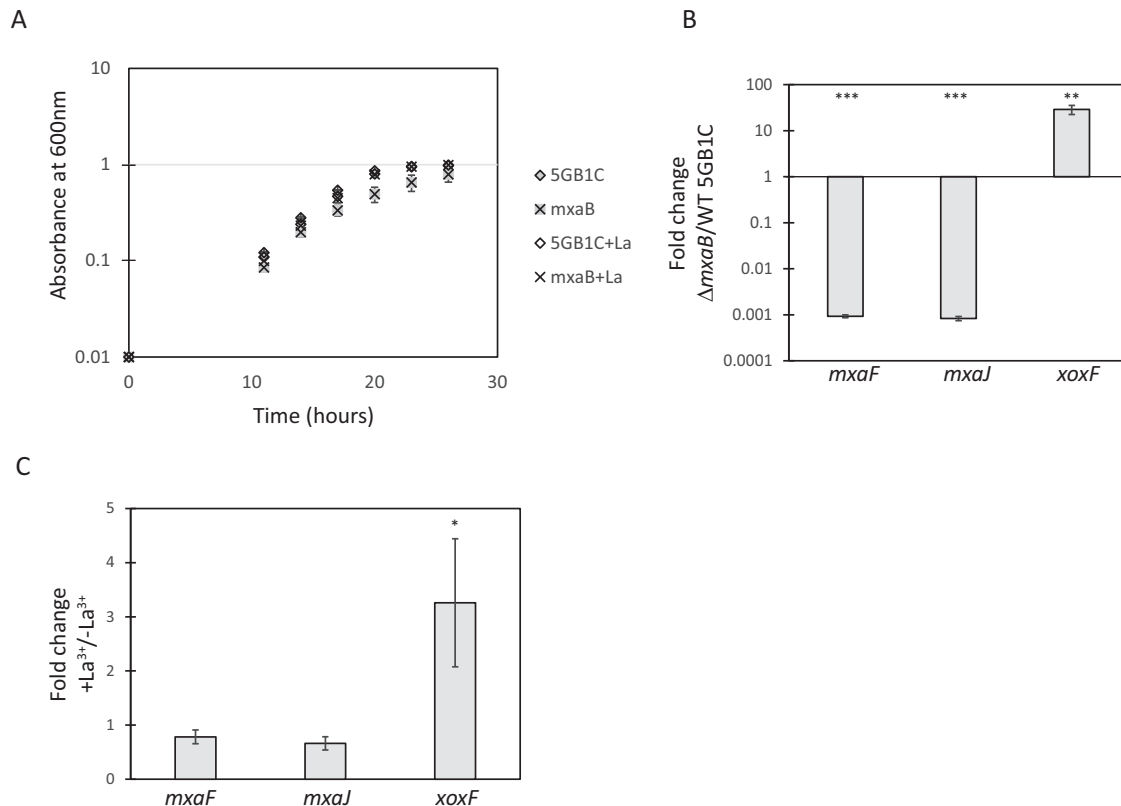 A
Absorbance at 600nm
10
1
0.1
0.01
0
10
20
30
Time (hours)
5GB1C
mxaB
5GB1C+La
mxaB+La
B
Fold change
ΔmxaB/WT 5GB1C
100
10
1
0.1
0.01
0.001
0.0001
***
***
**
mxaF
mxaJ
xoxF
C
Fold change
+La³⁺/-La³⁺
5
4
3
2
1
0
*
mxaF
mxaJ
xoxF